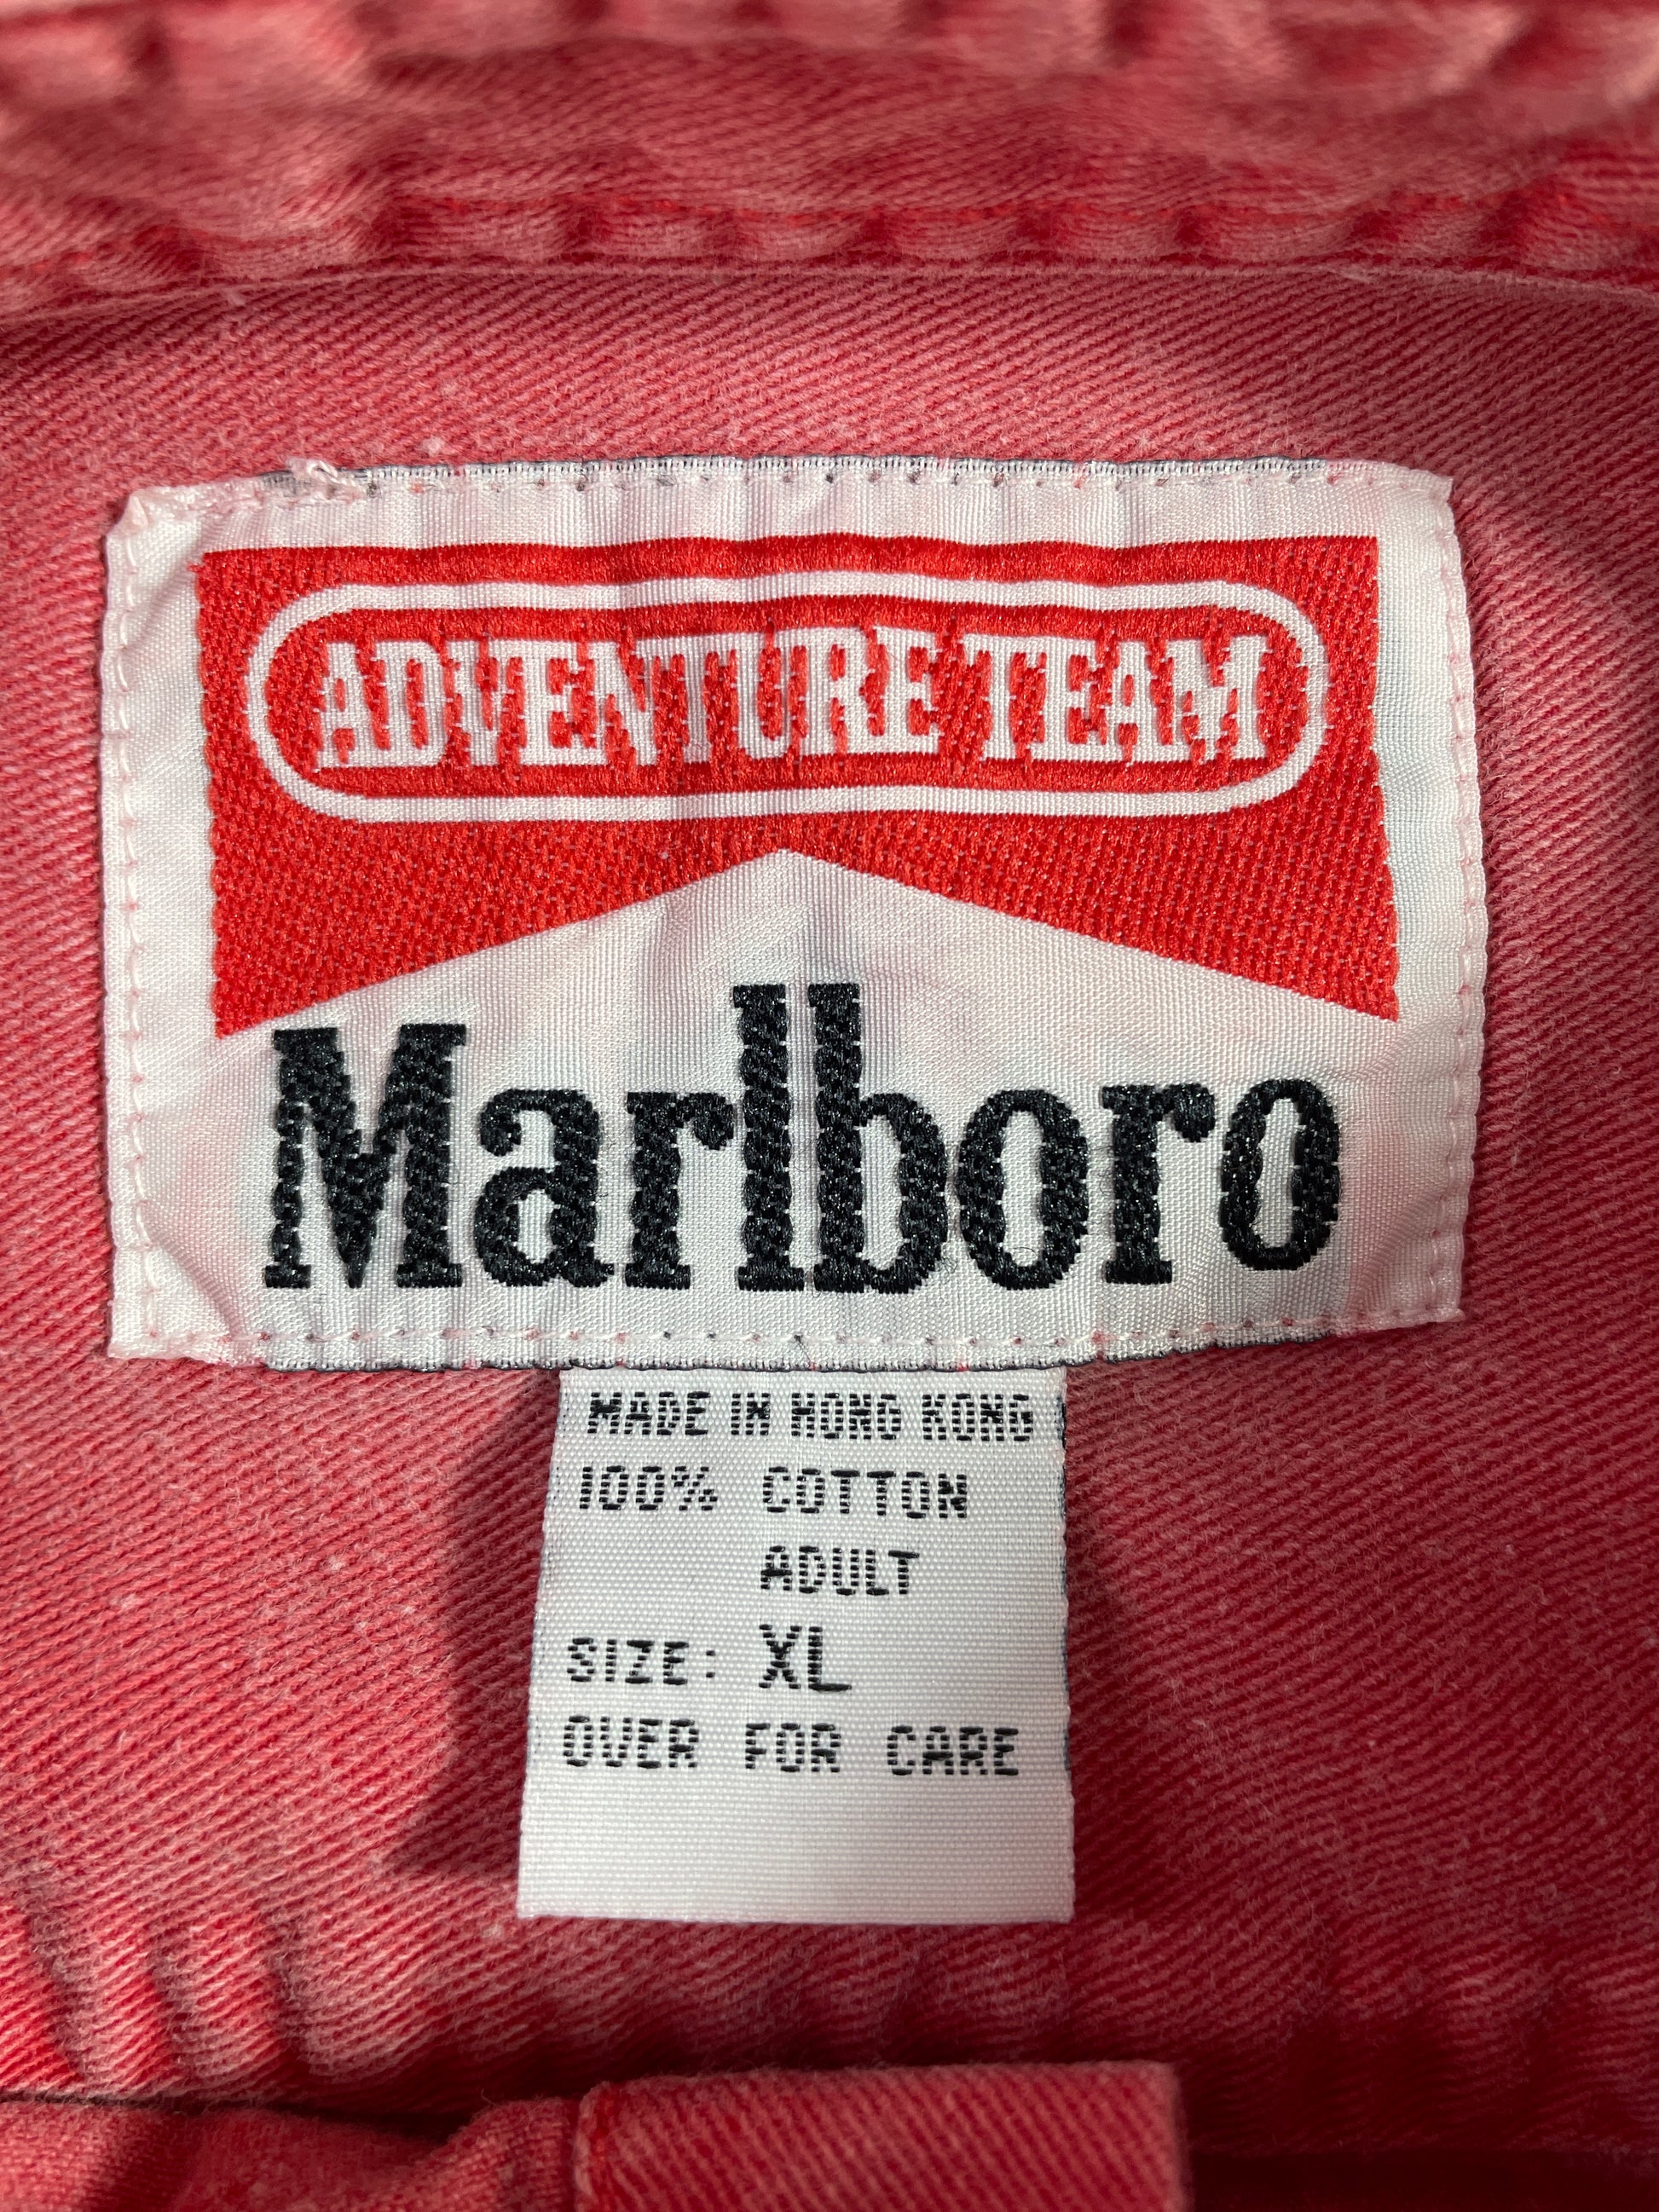 ADVENTURE TEAM
Marlboro
MADE IN HONG KONG
100% COTTON
ADULT
SIZE: XL
OVER FOR CARE